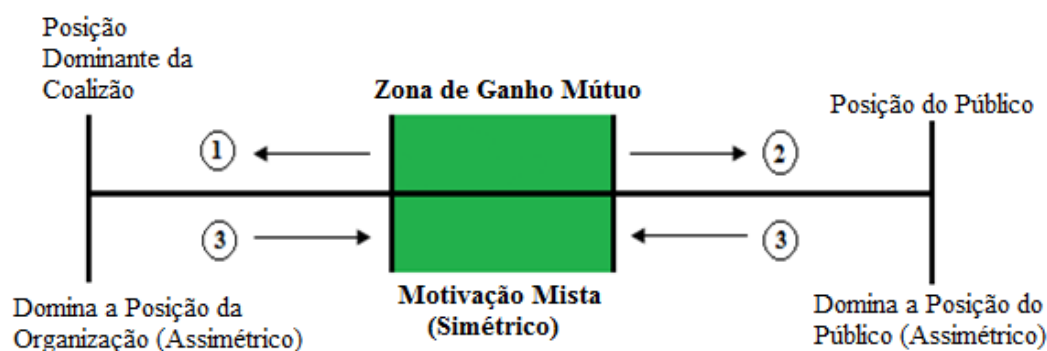 Posição
Dominante da
Coalizão
Zona de Ganho Mútuo
Posição do Público
1
2
3
3
Domina a Posição da
Organização (Assimétrico)
Motivação Mista
(Simétrico)
Domina a Posição do
Público (Assimétrico)